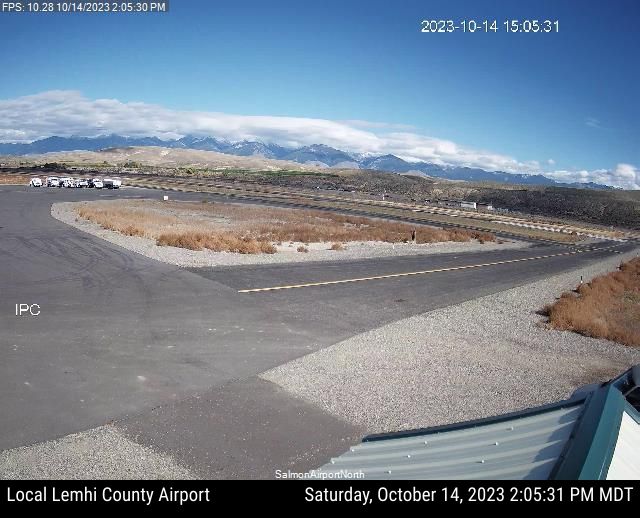 FPS: 10.28 10/14/2023 2:05:30 PM
2023-10-14 15:05:31
IPC
SalmonAirportNorth
Local Lemhi County Airport
Saturday, October 14, 2023 2:05:31 PM MDT